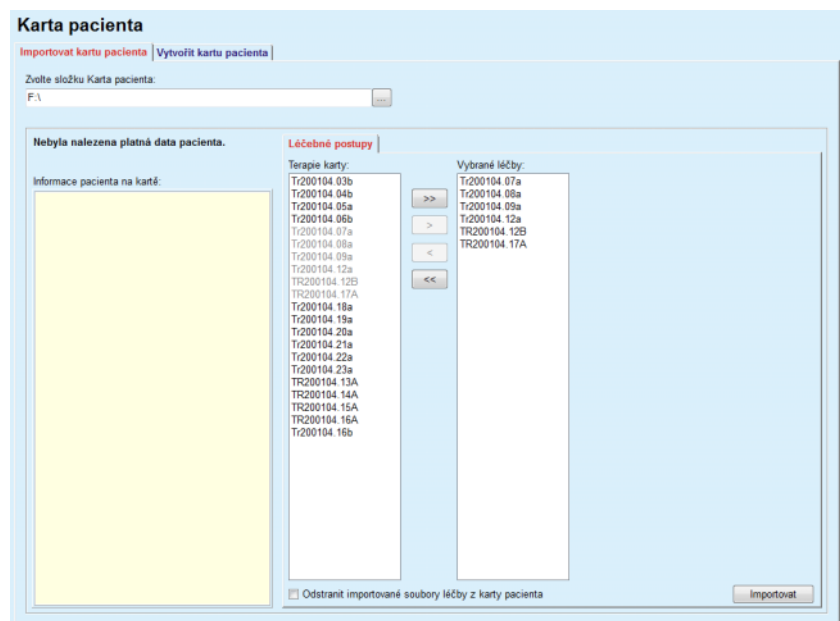 Karta pacienta
Importovat kartu pacienta Vytvořit kartu pacienta
Zvolte složku Karta pacienta:
F:\
...
Nebyla nalezena platná data pacienta.
Informace pacienta na kartě:
Léčebné postupy
Terapie karty:
Tr200104.03b
Tr200104.04b
Tr200104.05a
Tr200104.06b
Tr200104.07a
Tr200104.08a
Tr200104.09a
Tr200104.12a
TR200104.12B
TR200104.17A
Tr200104.18a
Tr200104.19a
Tr200104.20a
Tr200104.21a
Tr200104.22a
Tr200104.23a
TR200104.13A
TR200104.14A
TR200104.15A
TR200104.16A
Tr200104.16b
>>
>
<
<<
Vybrané léčby:
Tr200104.07a
Tr200104.08a
Tr200104.09a
Tr200104.12a
TR200104.12B
TR200104.17A
Odstranit importované soubory léčby z karty pacienta
Importovat